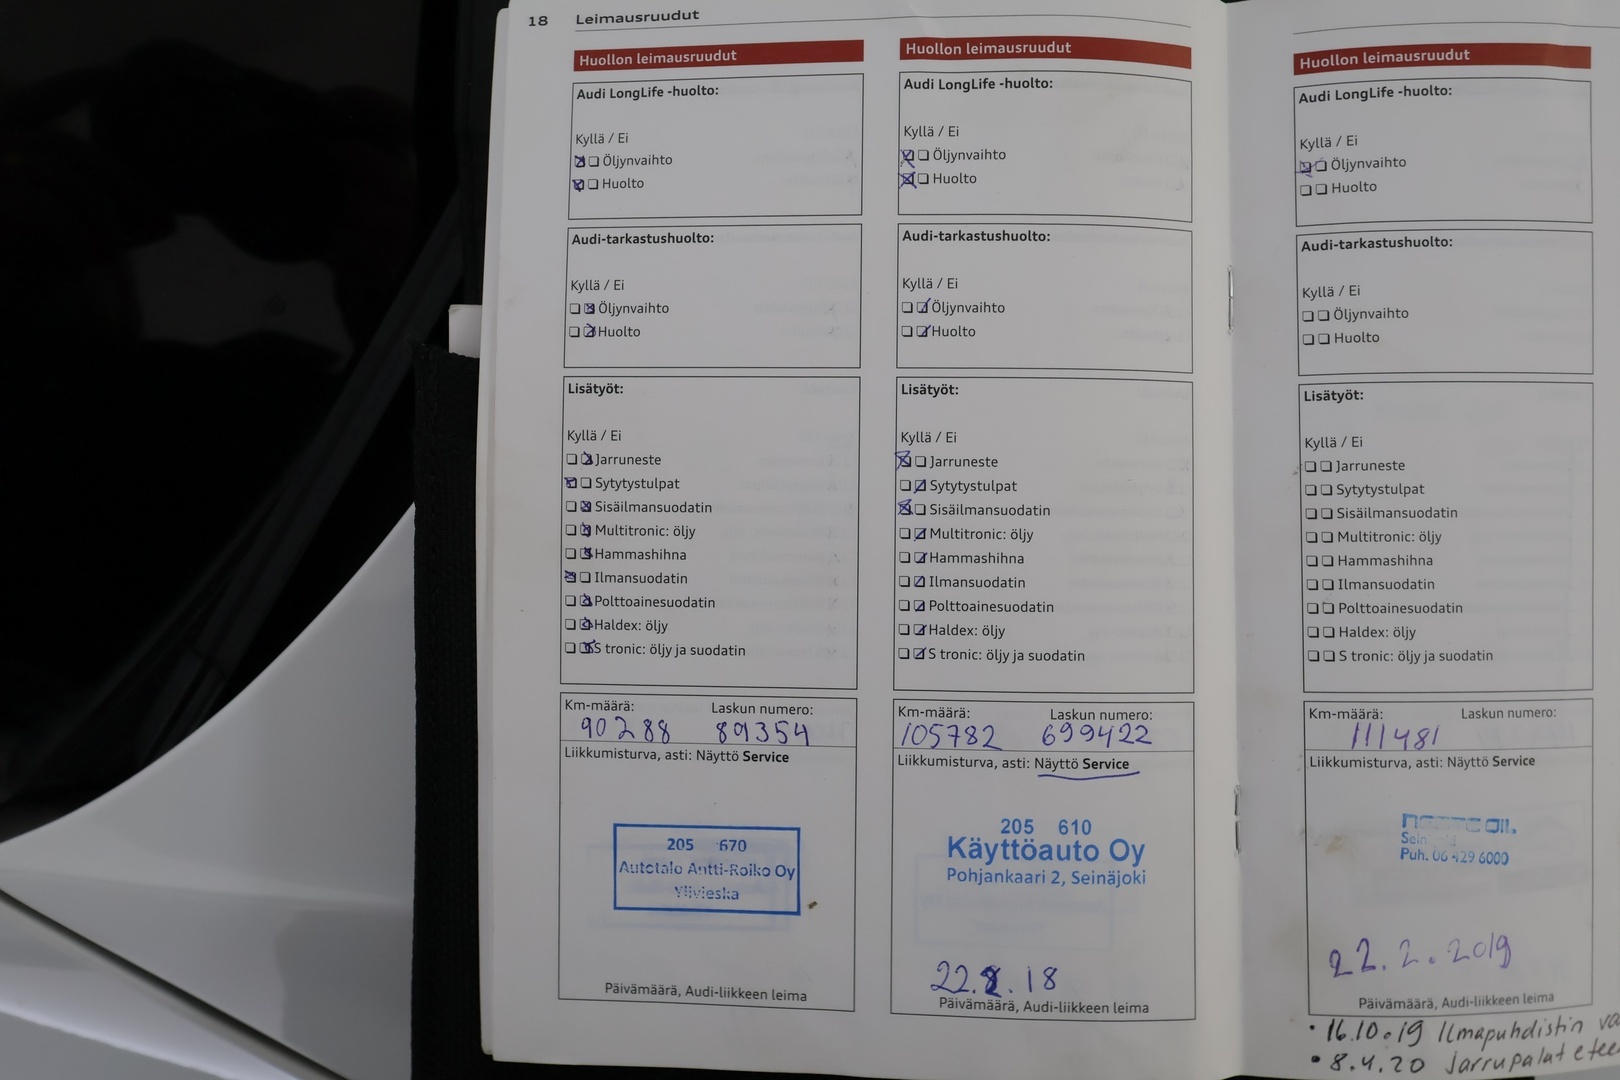 18 Leimausruudut
Huollon leimausruudut
Audi LongLife -huolto:
Kyllä / Ei
Öljynvaihto
Huolto
Audi-tarkastushuolto:
Kyllä / Ei
Öljynvaihto
Huolto
Lisätyöt:
Kyllä / Ei
Jarruneste
Sytytystulpat
Sisäilmansuodatin
Multitronic: öljy
Hammashihna
Ilmansuodatin
Polttoainesuodatin
Haldex: öljy
S tronic: öljy ja suodatin
Km-määrä: Laskun numero:
90288 89354
Liikkumisturva, asti: Näyttö Service
205 670
Autotalo Antti-Roiko Oy
Ylivieska
Päivämäärä, Audi-liikkeen leima
Huollon leimausruudut
Audi LongLife -huolto:
Kyllä / Ei
Öljynvaihto
Huolto
Audi-tarkastushuolto:
Kyllä / Ei
Öljynvaihto
Huolto
Lisätyöt:
Kyllä / Ei
Jarruneste
Sytytystulpat
Sisäilmansuodatin
Multitronic: öljy
Hammashihna
Ilmansuodatin
Polttoainesuodatin
Haldex: öljy
S tronic: öljy ja suodatin
Km-määrä: Laskun numero:
105782 699422
Liikkumisturva, asti: Näyttö Service
205 610
Käyttöauto Oy
Pohjankaari 2, Seinäjoki
22. .18
Päivämäärä, Audi-liikkeen leima
Huollon leimausruudut
Audi LongLife -huolto:
Kyllä / Ei
Öljynvaihto
Huolto
Audi-tarkastushuolto:
Kyllä / Ei
Öljynvaihto
Huolto
Lisätyöt:
Kyllä / Ei
Jarruneste
Sytytystulpat
Sisäilmansuodatin
Multitronic: öljy
Hammashihna
Ilmansuodatin
Polttoainesuodatin
Haldex: öljy
S tronic: öljy ja suodatin
Km-määrä: Laskun numero:
111481
Liikkumisturva, asti: Näyttö Service
OIL
Puh. 06 429 6000
22.2.2019
Päivämäärä, Audi-liikkeen leima
• 16.10.19 Ilmapuhdistin va
• 8.4.20 Jarrupalat etee